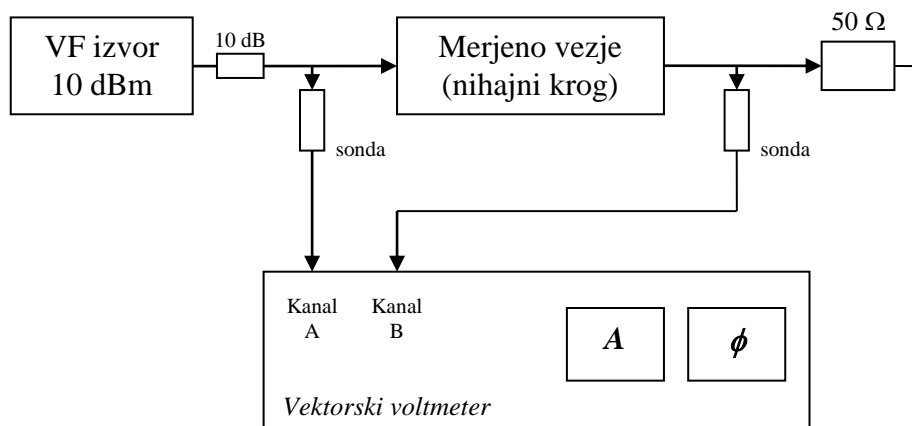 VF izvor
10 dBm
10 dB
Merjeno vezje
(nihajni krog)
50 Ω
sonda
sonda
Kanal
A
Kanal
B
A
ϕ
Vektorski voltmeter